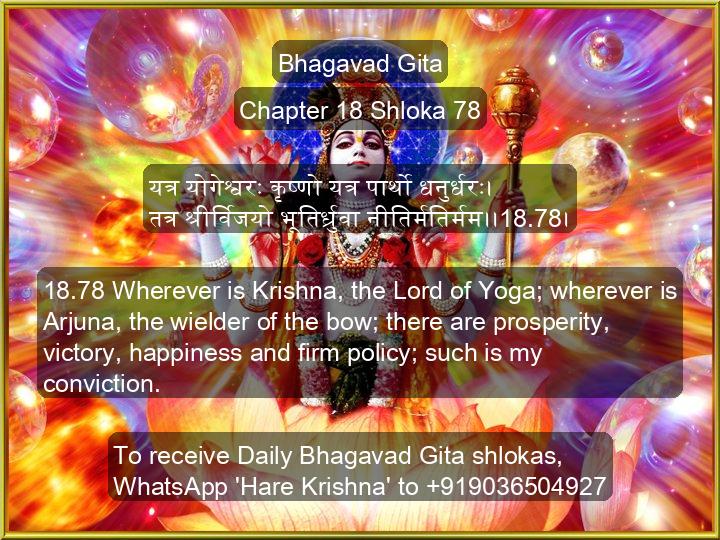 Bhagavad Gita
Chapter 18 Shloka 78
यत्र योगेश्वरः कृष्णो यत्र पार्थो धनुर्धरः।
तत्र श्रीर्विजयो भूतिर्ध्रुवा नीतिर्मतिर्मम।।18.78।
18.78 Wherever is Krishna, the Lord of Yoga; wherever is
Arjuna, the wielder of the bow; there are prosperity,
victory, happiness and firm policy; such is my
conviction.
To receive Daily Bhagavad Gita shlokas,
WhatsApp 'Hare Krishna' to +919036504927